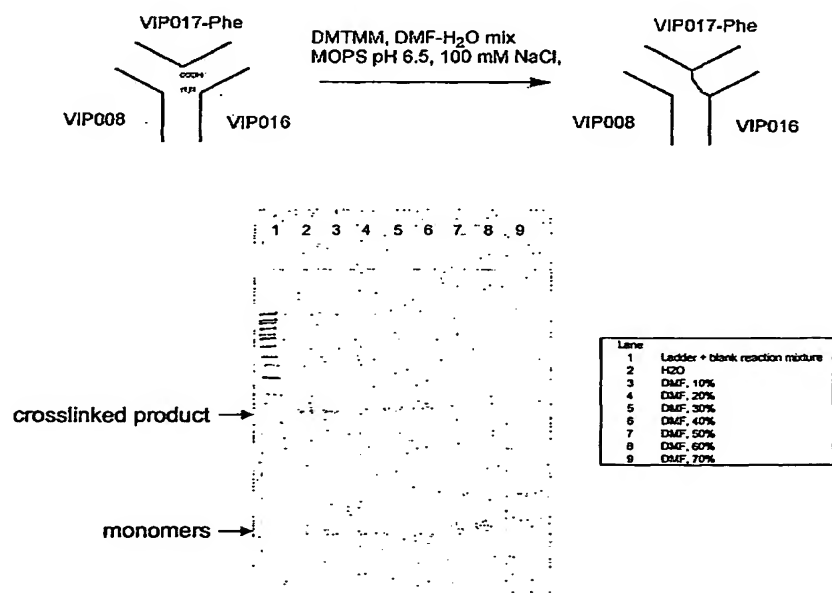 VIP017-Phe
DMTMM, DMF-H2O mix
MOPS pH 6.5, 100 mM NaCl,
COOH
VIP008
VIP016
VIP017-Phe
VIP008
VIP016
1 2 3 4 5 6 7 8 9
crosslinked product
monomers
Lane
1 Ladder + blank reaction mixture
2 H2O
3 DMF, 10%
4 DMF, 20%
5 DMF, 30%
6 DMF, 40%
7 DMF, 50%
8 DMF, 60%
9 DMF, 70%